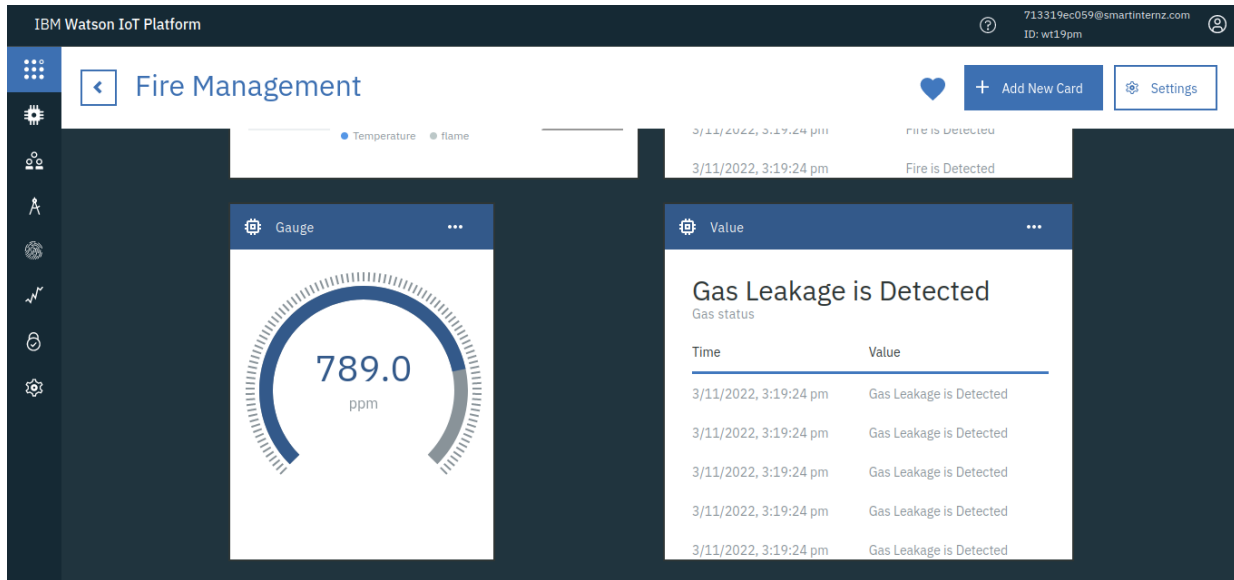 IBM Watson IoT Platform
713319ec059@smartinternz.com
ID: wt19pm
Fire Management
+ Add New Card
Settings
Temperature flame
3/11/2022, 3:19:24 pm Fire is Detected
3/11/2022, 3:19:24 pm Fire is Detected
Gauge
789.0
ppm
Value
Gas Leakage is Detected
Gas status
Time Value
3/11/2022, 3:19:24 pm Gas Leakage is Detected
3/11/2022, 3:19:24 pm Gas Leakage is Detected
3/11/2022, 3:19:24 pm Gas Leakage is Detected
3/11/2022, 3:19:24 pm Gas Leakage is Detected
3/11/2022, 3:19:24 pm Gas Leakage is Detected